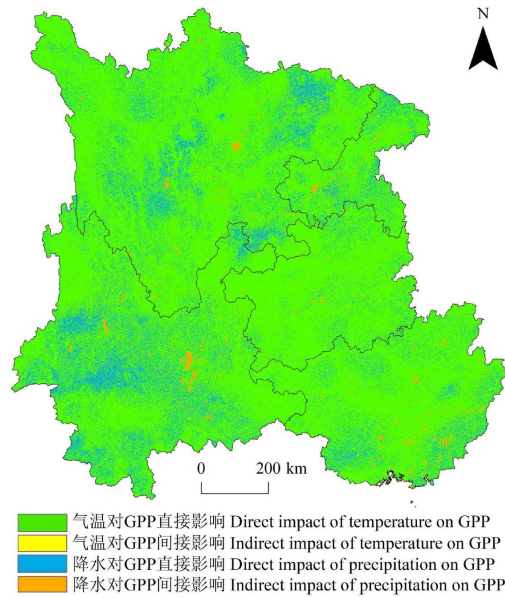 N
0 200 km
气温对GPP直接影响 Direct impact of temperature on GPP
气温对GPP间接影响 Indirect impact of temperature on GPP
降水对GPP直接影响 Direct impact of precipitation on GPP
降水对GPP间接影响 Indirect impact of precipitation on GPP